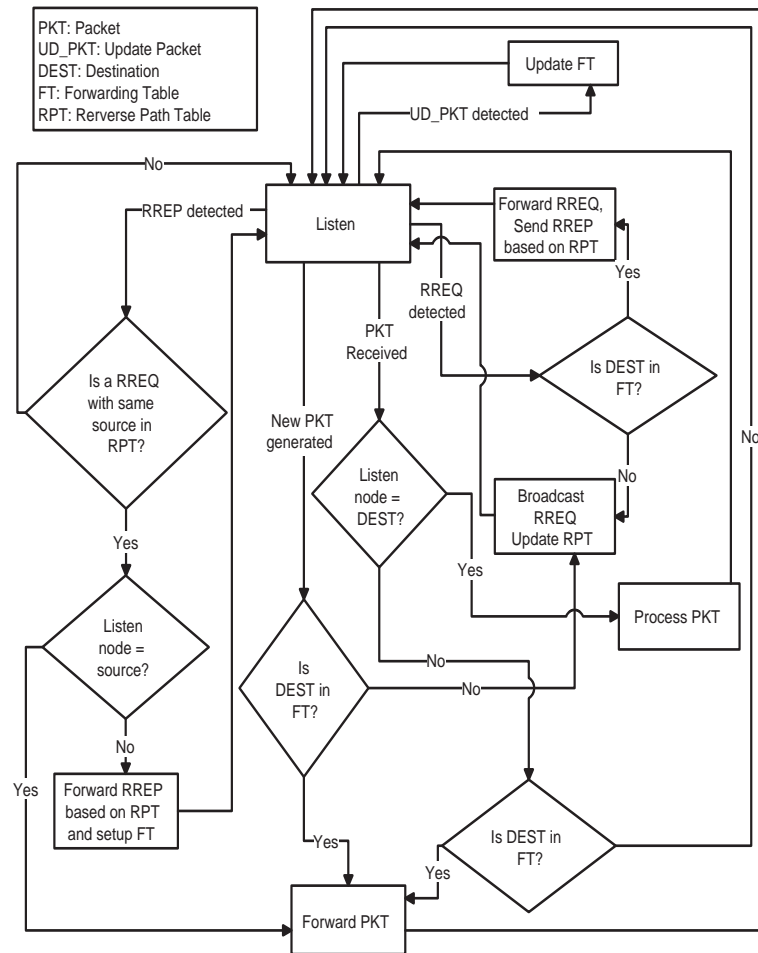 PKT: Packet
UD_PKT: Update Packet
DEST: Destination
FT: Forwarding Table
RPT: Rerverse Path Table
Update FT
UD_PKT detected
No
RREP detected
Listen
Forward RREQ,
Send RREP
based on RPT
Yes
RREQ
detected
PKT
Received
Is a RREQ
with same
source in
RPT?
Is DEST in
FT?
New PKT
generated
No
No
Listen
node =
DEST?
Broadcast
RREQ
Update RPT
Yes
Yes
Process PKT
Listen
node =
source?
No
Is
DEST in
FT?
No
No
Yes
Forward RREP
based on RPT
and setup FT
Yes
Is DEST in
FT?
Yes
Forward PKT